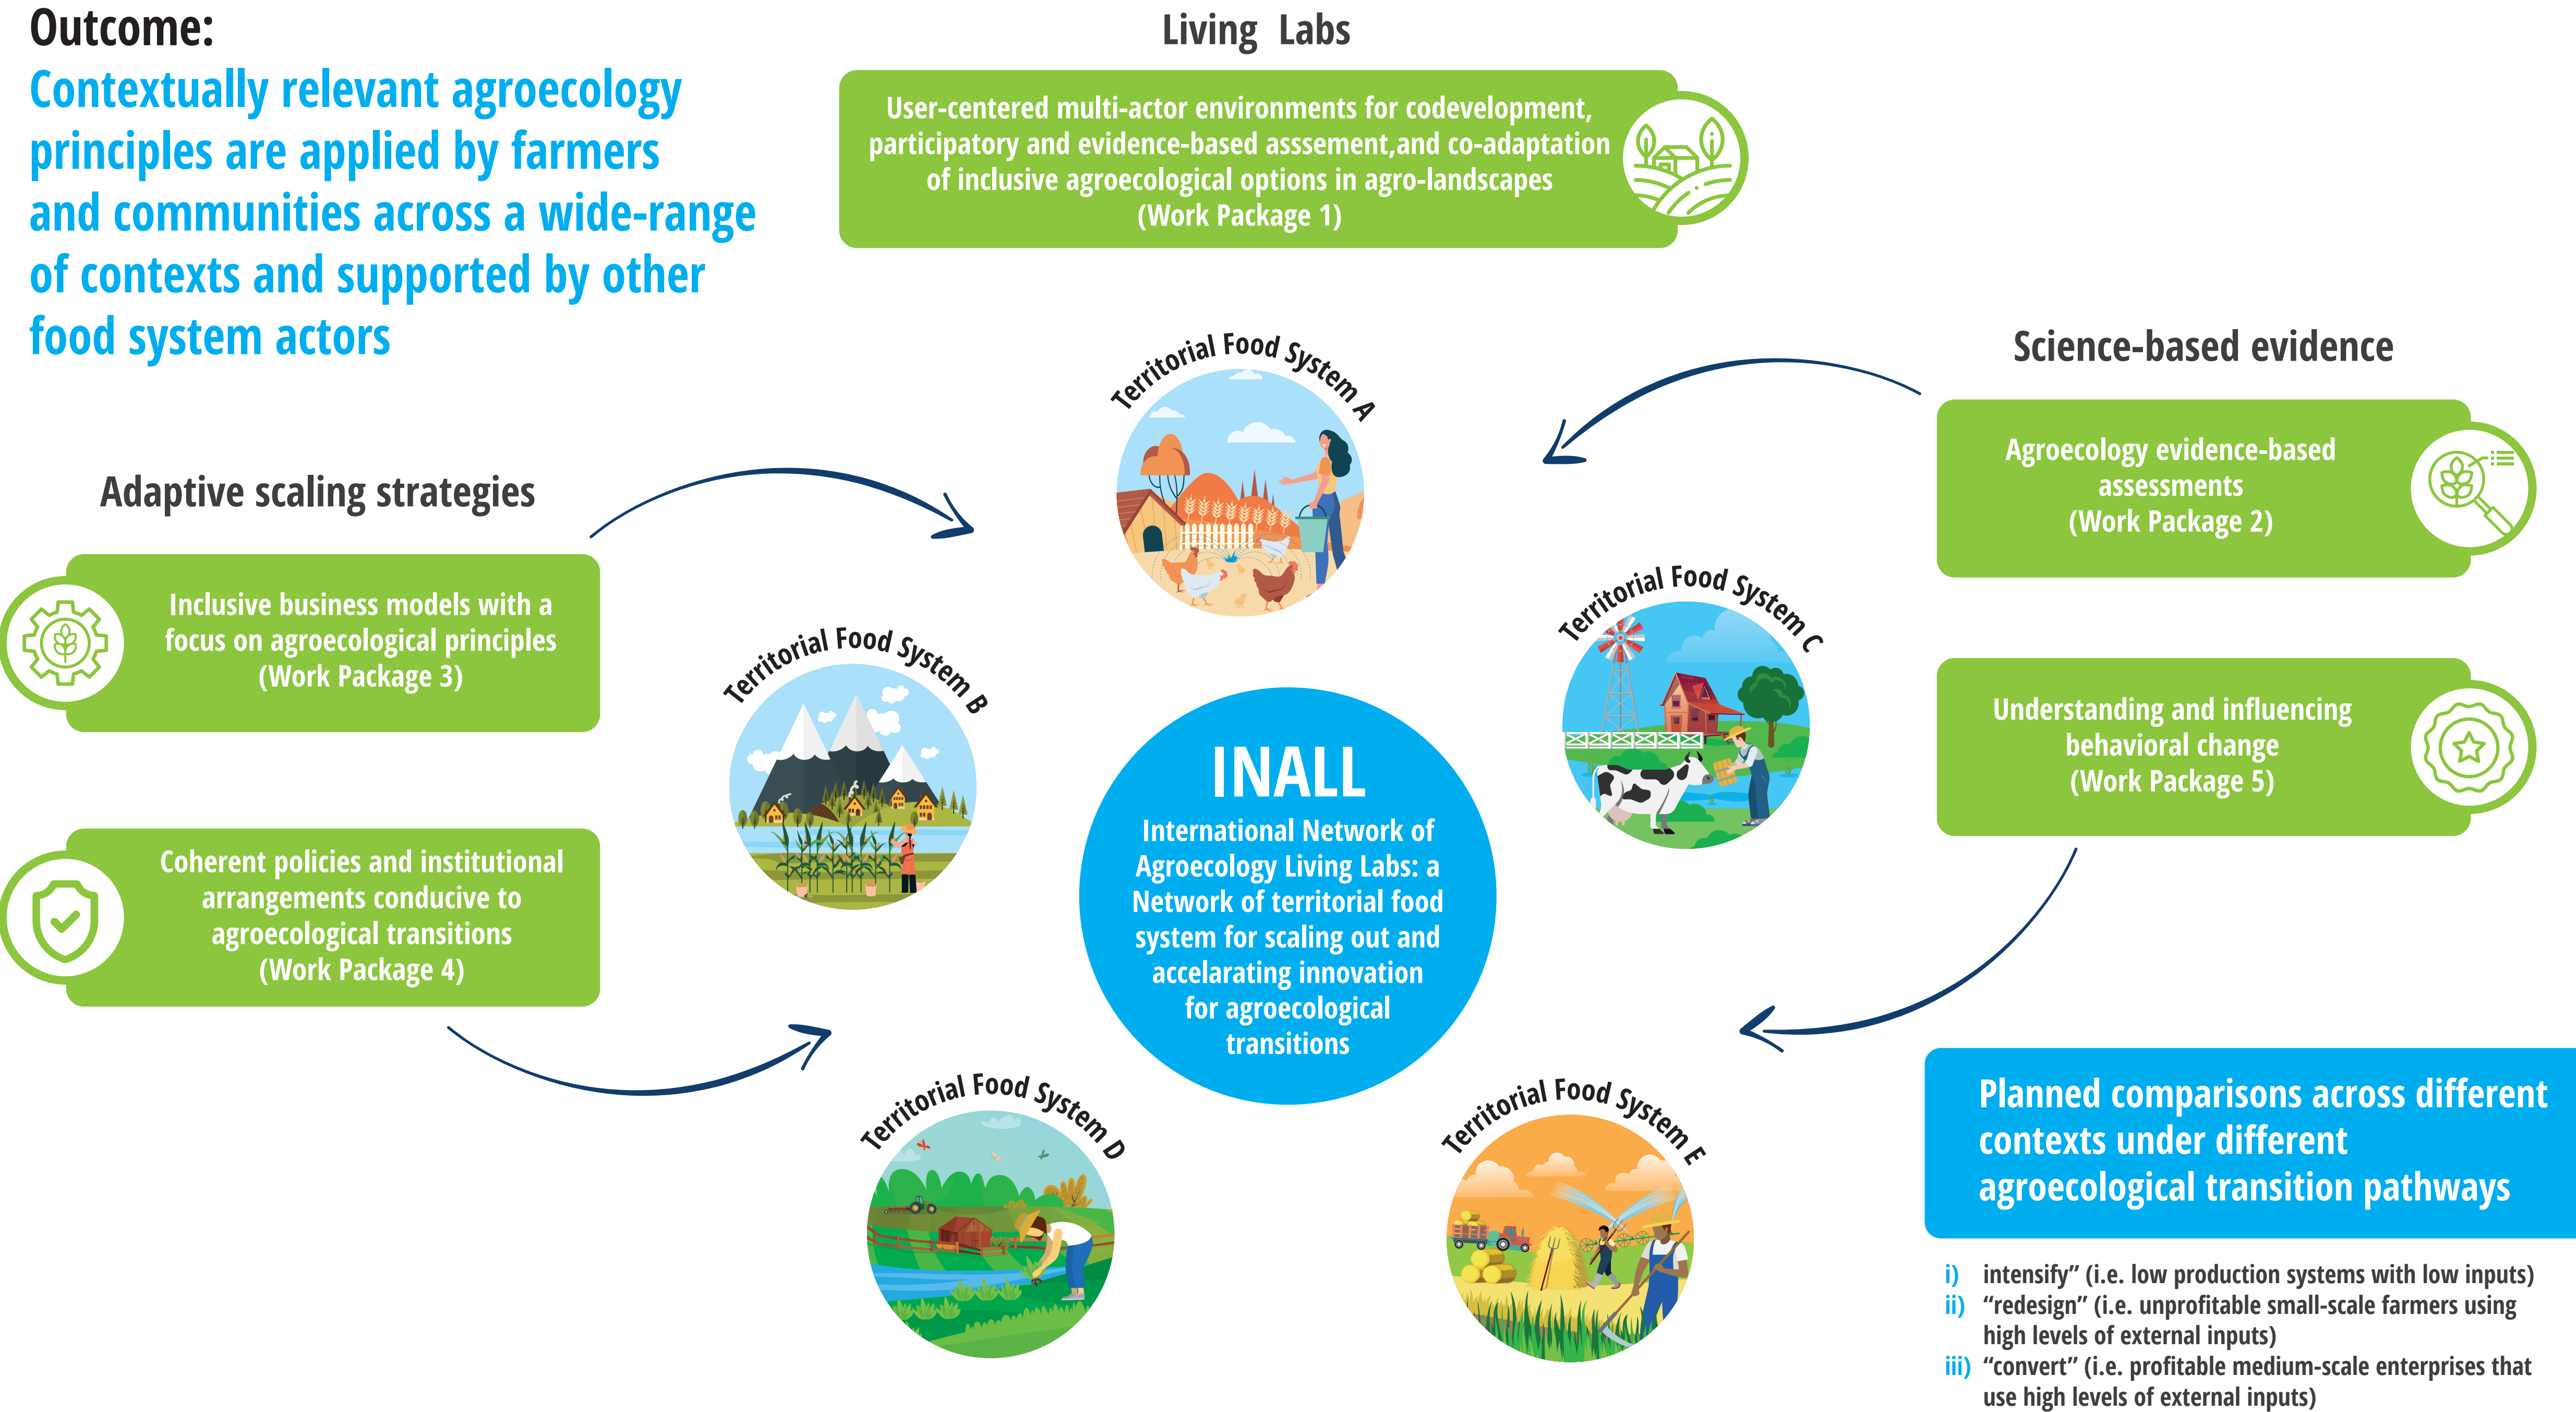 Outcome:
Contextually relevant agroecology
principles are applied by farmers
and communities across a wide-range
of contexts and supported by other
food system actors
Living Labs
User-centered multi-actor environments for codevelopment,
participatory and evidence-based asssement,and co-adaptation
of inclusive agroecological options in agro-landscapes
(Work Package 1)
Adaptive scaling strategies
Inclusive business models with a
focus on agroecological principles
(Work Package 3)
Coherent policies and institutional
arrangements conducive to
agroecological transitions
(Work Package 4)
Territorial Food System A
Territorial Food System B
Territorial Food System C
INALL
International Network of
Agroecology Living Labs: a
Network of territorial food
system for scaling out and
accelarating innovation
for agroecological
transitions
Territorial Food System D
Territorial Food System E
Science-based evidence
Agroecology evidence-based
assessments
(Work Package 2)
Understanding and influencing
behavioral change
(Work Package 5)
Planned comparisons across different
contexts under different
agroecological transition pathways
i) intensify” (i.e. low production systems with low inputs)
ii) “redesign” (i.e. unprofitable small-scale farmers using
high levels of external inputs)
iii) “convert” (i.e. profitable medium-scale enterprises that
use high levels of external inputs)